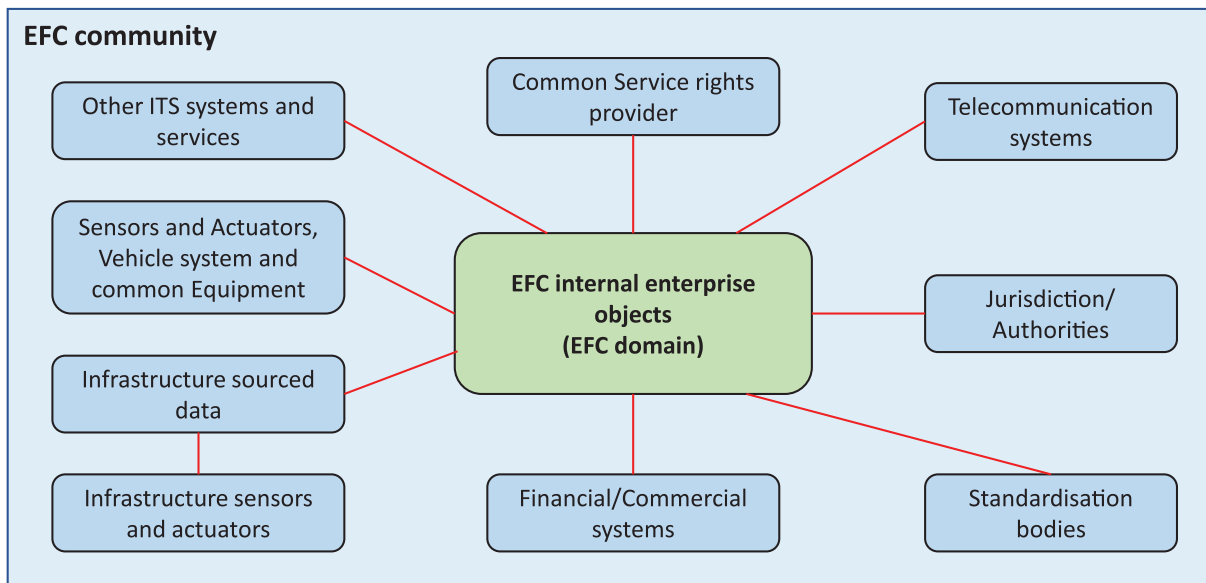 EFC community
Other ITS systems and
services
Common Service rights
provider
Telecommunication
systems
Sensors and Actuators,
Vehicle system and
common Equipment
EFC internal enterprise
objects
(EFC domain)
Jurisdiction/
Authorities
Infrastructure sourced
data
Infrastructure sensors
and actuators
Financial/Commercial
systems
Standardisation
bodies